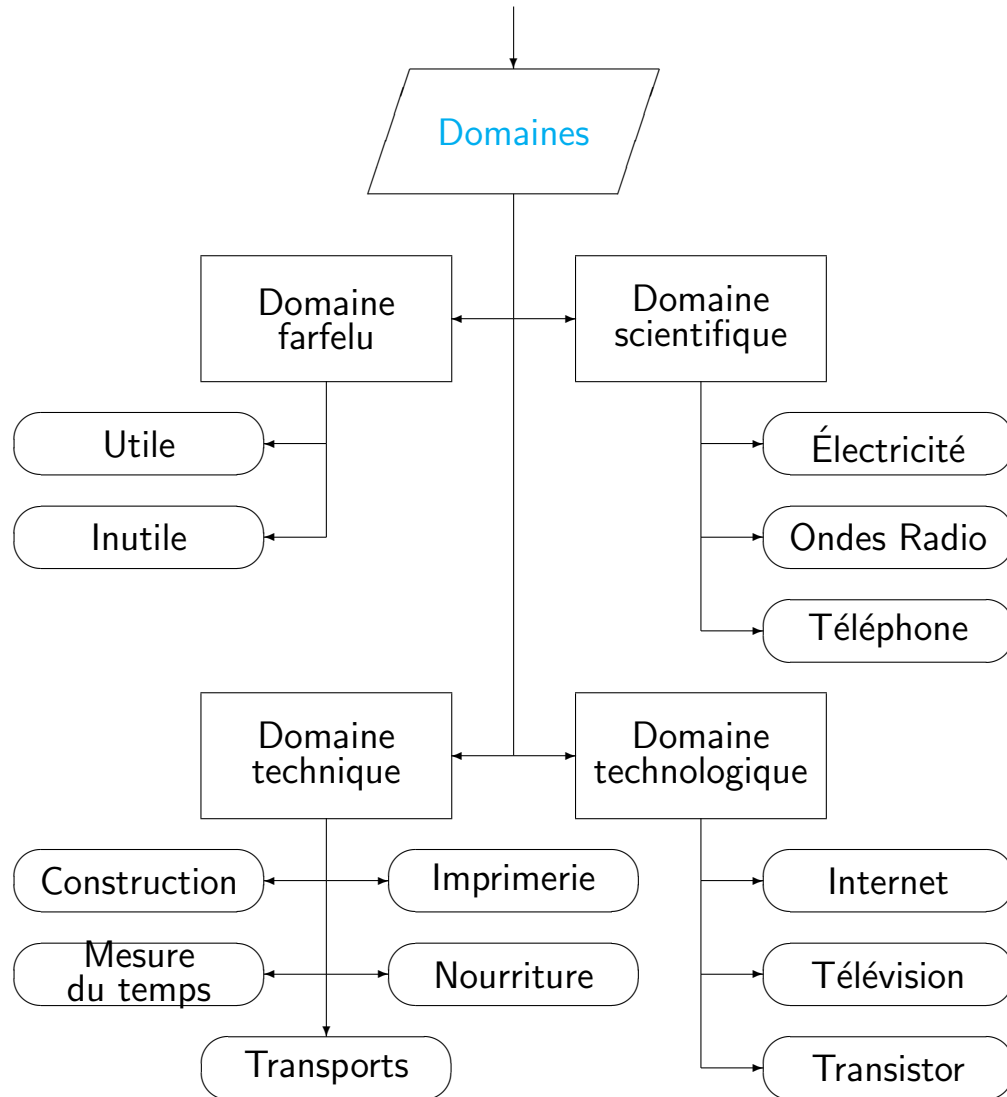 Domaines
Domaine
farfelu
Domaine
scientifique
Utile
Inutile
Électricité
Ondes Radio
Téléphone
Domaine
technique
Domaine
technologique
Construction
Imprimerie
Mesure
du temps
Nourriture
Transports
Internet
Télévision
Transistor